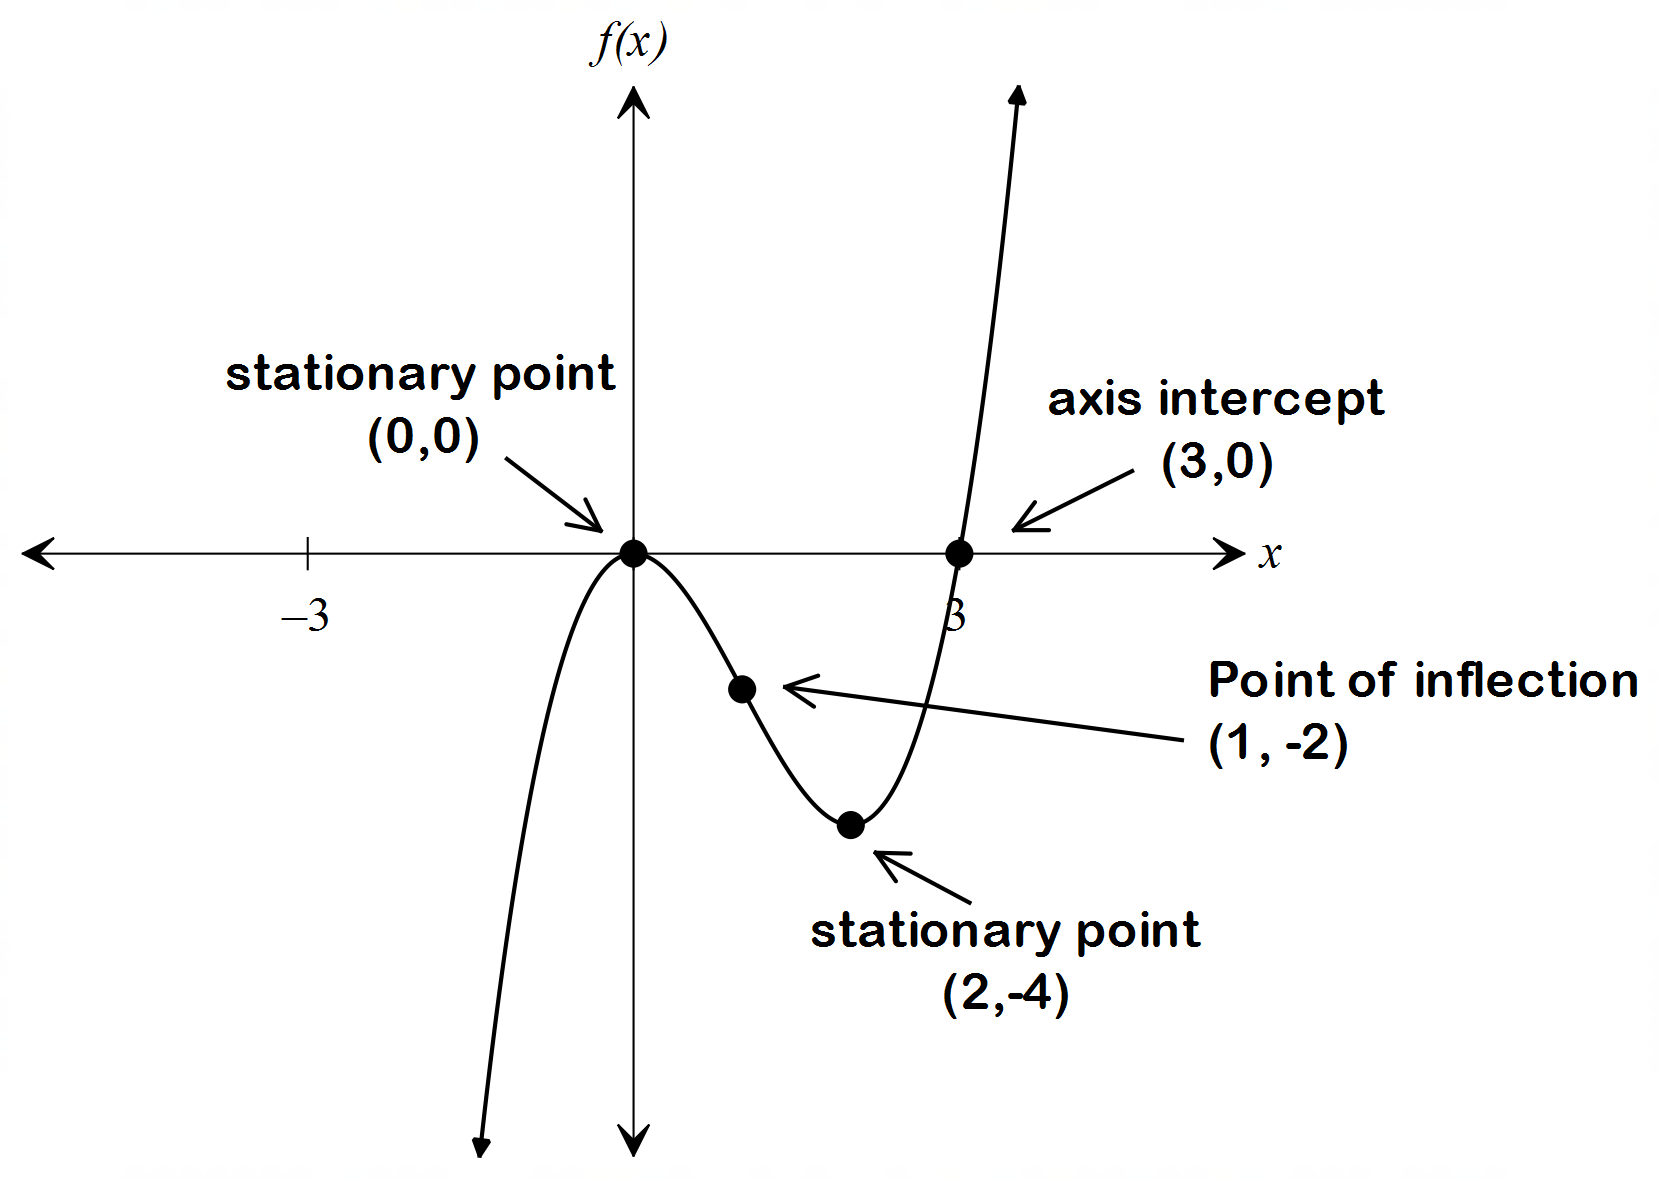 f(x)
stationary point
(0,0)
axis intercept
(3,0)
x
–3
3
Point of inflection
(1, -2)
stationary point
(2,-4)